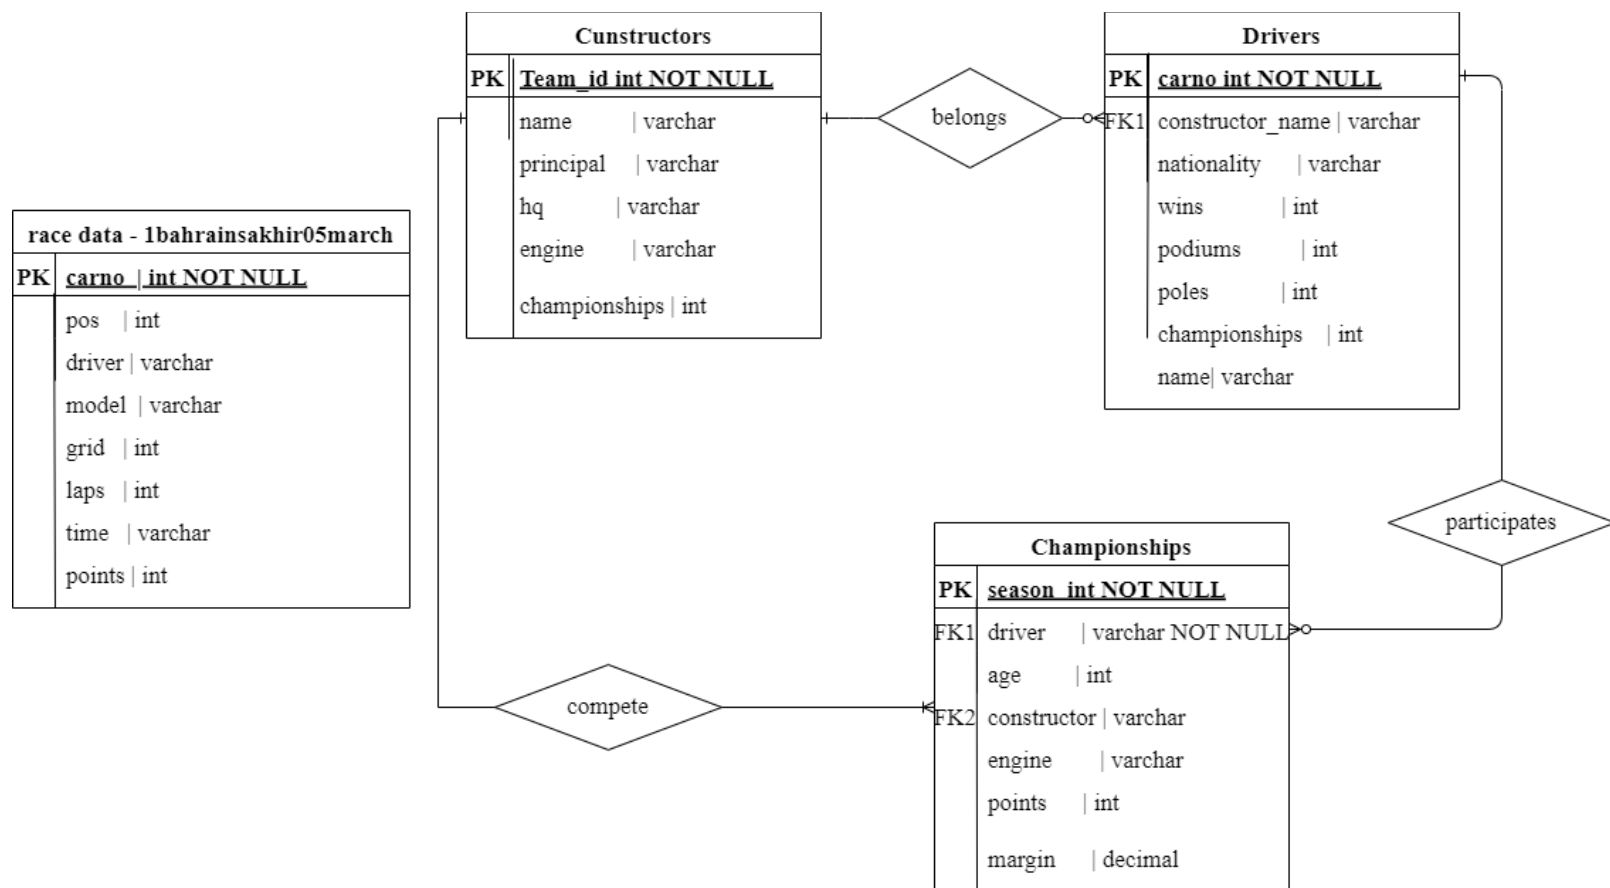 Cunstructors
PK Team_id int NOT NULL
name | varchar
principal | varchar
hq | varchar
engine | varchar
championships | int
belongs
Drivers
PK carno int NOT NULL
FK1 constructor_name | varchar
nationality | varchar
wins | int
podiums | int
poles | int
championships | int
name| varchar
race data - 1bahrainsakhir05march
PK carno | int NOT NULL
pos | int
driver | varchar
model | varchar
grid | int
laps | int
time | varchar
points | int
participates
compete
Championships
PK season int NOT NULL
FK1 driver | varchar NOT NULL
age | int
FK2 constructor | varchar
engine | varchar
points | int
margin | decimal